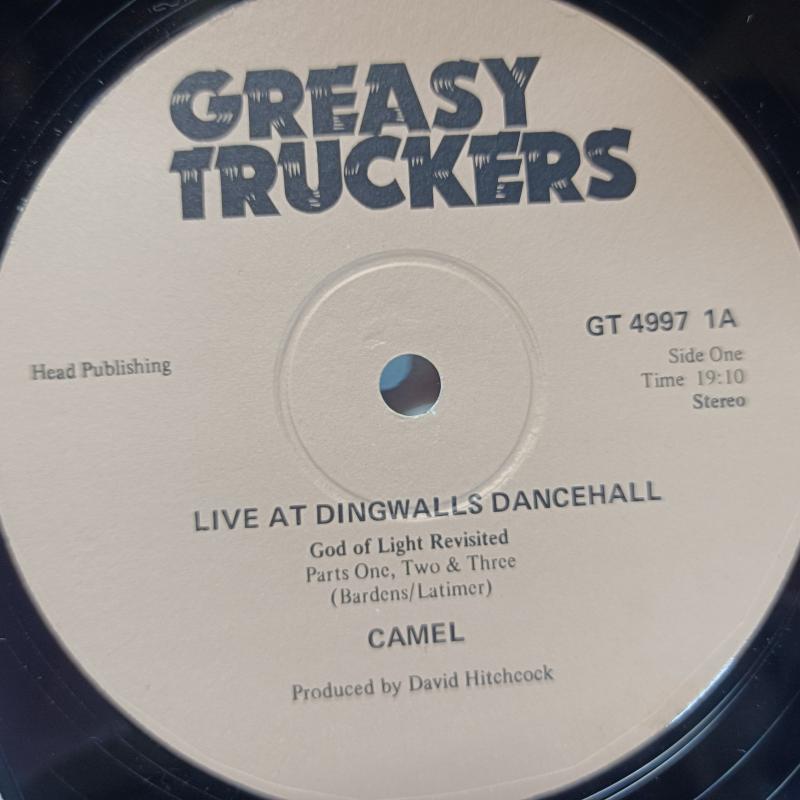 GREASY
TRUCKERS
GT 4997 1A
Side One
Time 19:10
Stereo
Head Publishing
LIVE AT DINGWALLS DANCEHALL
God of Light Revisited
Parts One, Two & Three
(Bardens/Latimer)
CAMEL
Produced by David Hitchcock